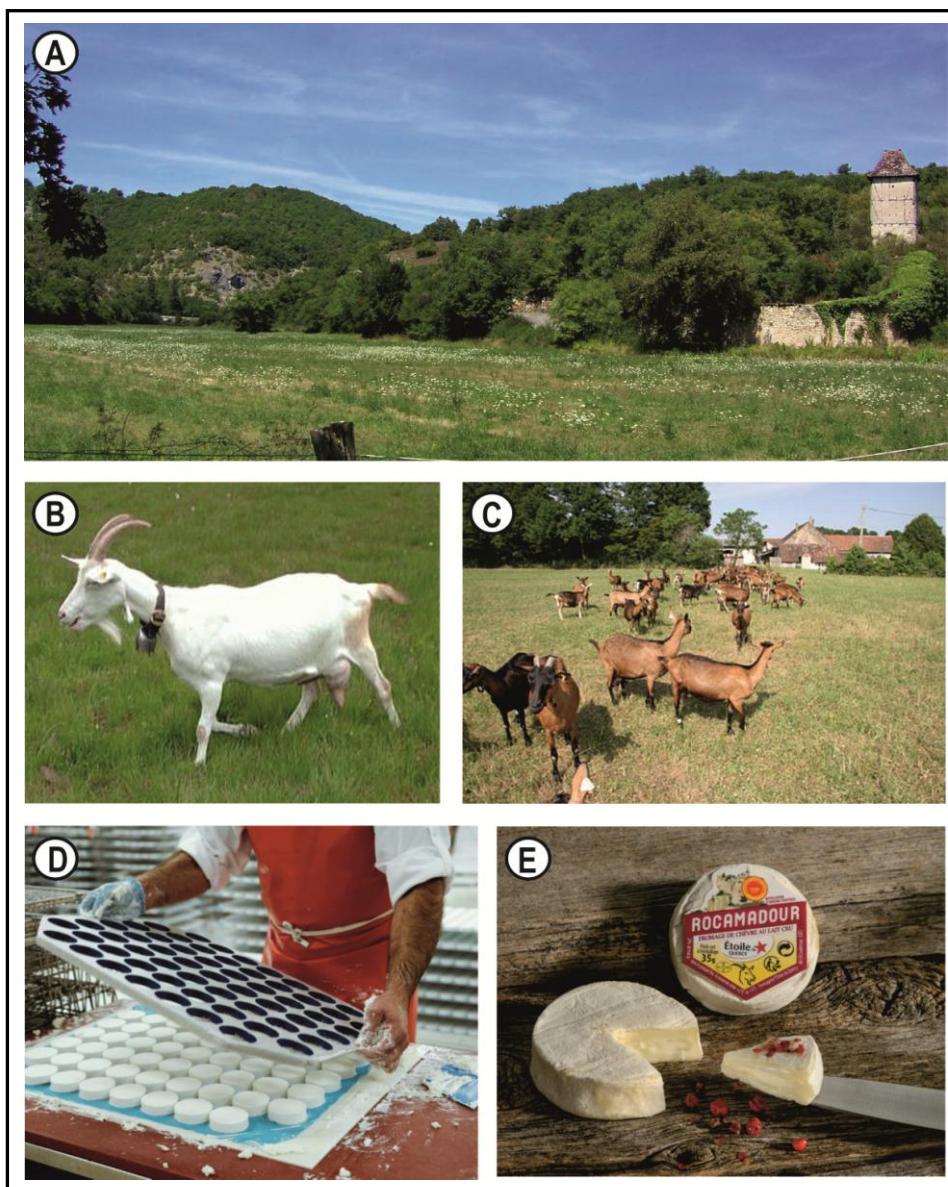 A
B
C
D
E
ROCAMADOUR
FROMAGE DE CHÈVRE AU LAIT CRU
Étoile
QUERCY
35g